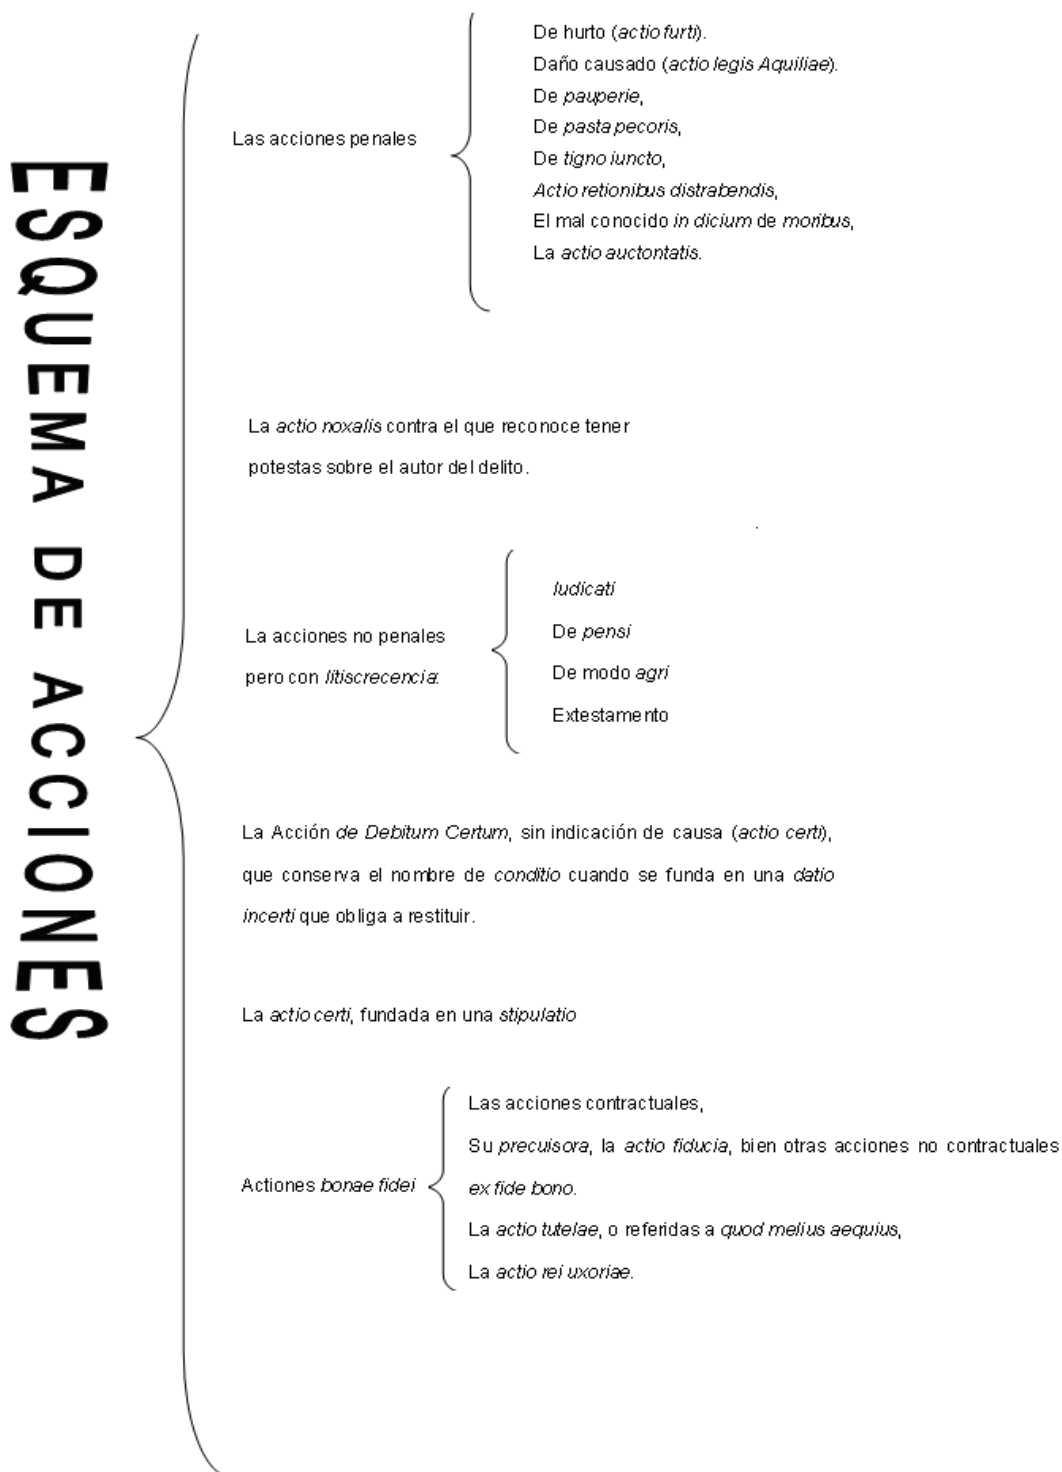 ESQUEMA DE ACCIONES
Las acciones penales
De hurto (actio furti).
Daño causado (actio legis Aquiliae).
De pauperie,
De pasta pecoris,
De tigno iuncto,
Actio retionibus distrabendis,
El mal conocido in dicium de moribus,
La actio auctontatis.
La actio noxalis contra el que reconoce tener
potestas sobre el autor del delito.
La acciones no penales
pero con litiscrecencia:
Iudicati
De pensi
De modo agri
Extestamento
La Acción de Debitum Certum, sin indicación de causa (actio certi),
que conserva el nombre de conditio cuando se funda en una datio
incerti que obliga a restituir.
La actio certi, fundada en una stipulatio
Actiones bonae fidei
Las acciones contractuales,
Su precuisora, la actio fiducia, bien otras acciones no contractuales
ex fide bono.
La actio tutelae, o referidas a quod melius aequius,
La actio rei uxoriae.